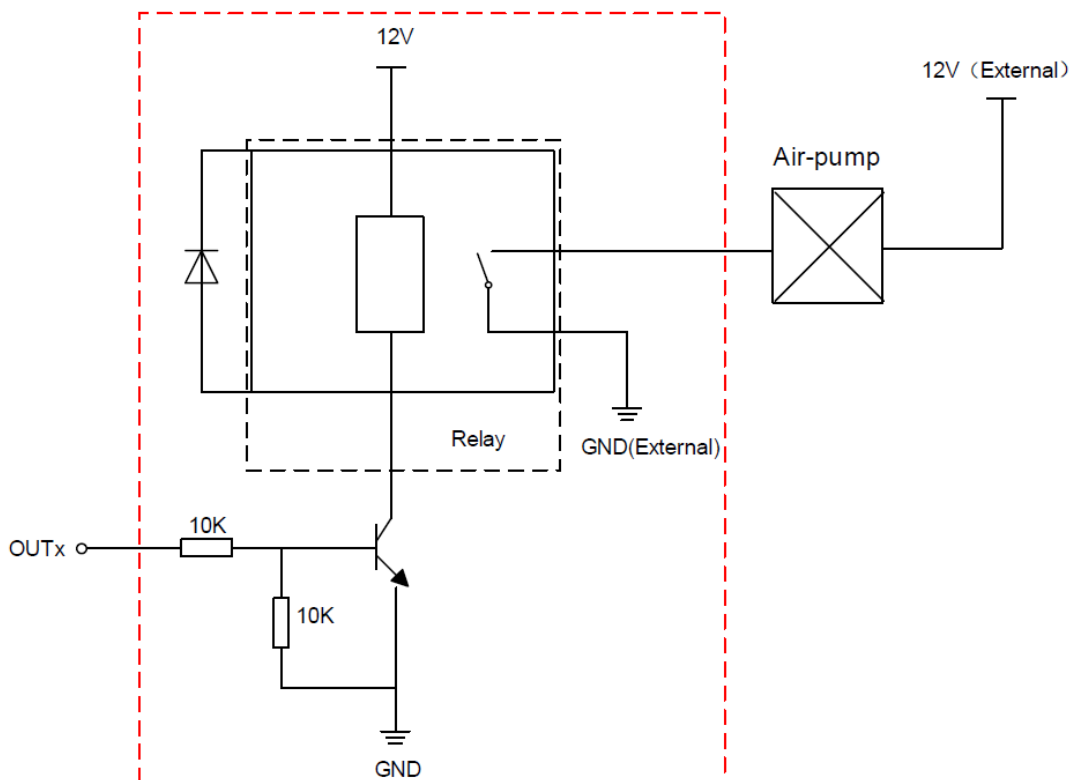 12V
12V（External）
Air-pump
Relay
GND(External)
10K
OUTx
10K
GND